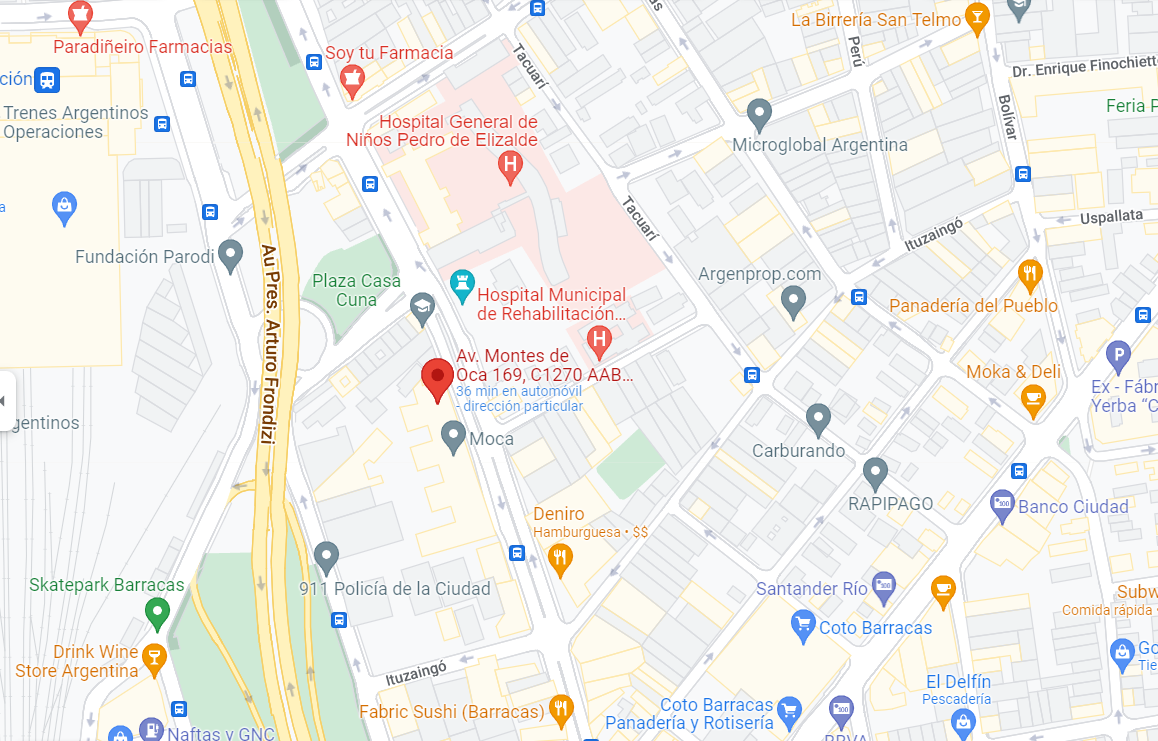 La Birrería San Telmo
Paradiñeiro Farmacias
Soy tu Farmacia
Tacuarí
Perú
Dr. Enrique Finochiett
ción
Trenes Argentinos
Operaciones
Bolívar
Feria P
Hospital General de
Niños Pedro de Elizalde
Microglobal Argentina
a
Tacuarí
Uspallata
Ituzaingó
Fundación Parodi
Au Pres. Arturo Frondizi
Plaza Casa
Cuna
Argenprop.com
Hospital Municipal
de Rehabilitación...
Panadería del Pueblo
Av. Montes de
Oca 169, C1270 AAB...
36 min en automóvil
- dirección particular
Moka & Deli
Ex - Fábr
Yerba “C
gentinos
Moca
Carburando
RAPIPAGO
Banco Ciudad
Deniro
Hamburguesa • $$
Skatepark Barracas
911 Policía de la Ciudad
Santander Río
Subw
Comida rápida •
Coto Barracas
Drink Wine
Store Argentina
Ituzaingó
Go
Tie
El Delfín
Pescadería
Fabric Sushi (Barracas)
Coto Barracas
Panadería y Rotisería
Naftas y GNC
BBVA